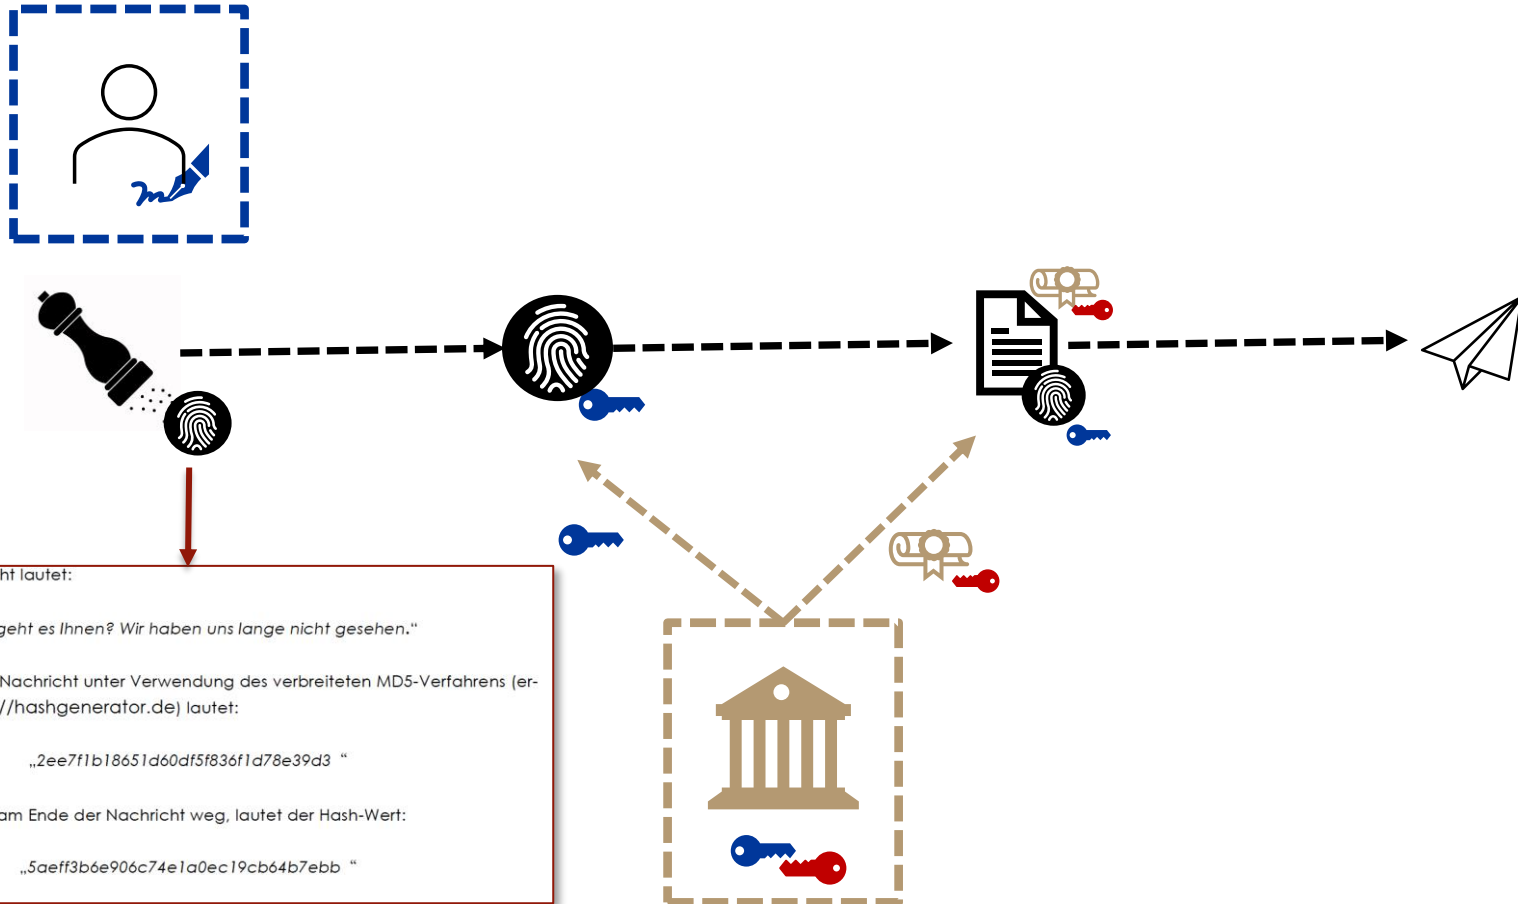 ht lautet:
geht es Ihnen? Wir haben uns lange nicht gesehen.“
Nachricht unter Verwendung des verbreiteten MD5-Verfahrens (er-
//hashgenerator.de) lautet:
„2ee7f1b18651d60df5f836f1d78e39d3 “
am Ende der Nachricht weg, lautet der Hash-Wert:
„5aeff3b6e906c74e1a0ec19cb64b7ebb “